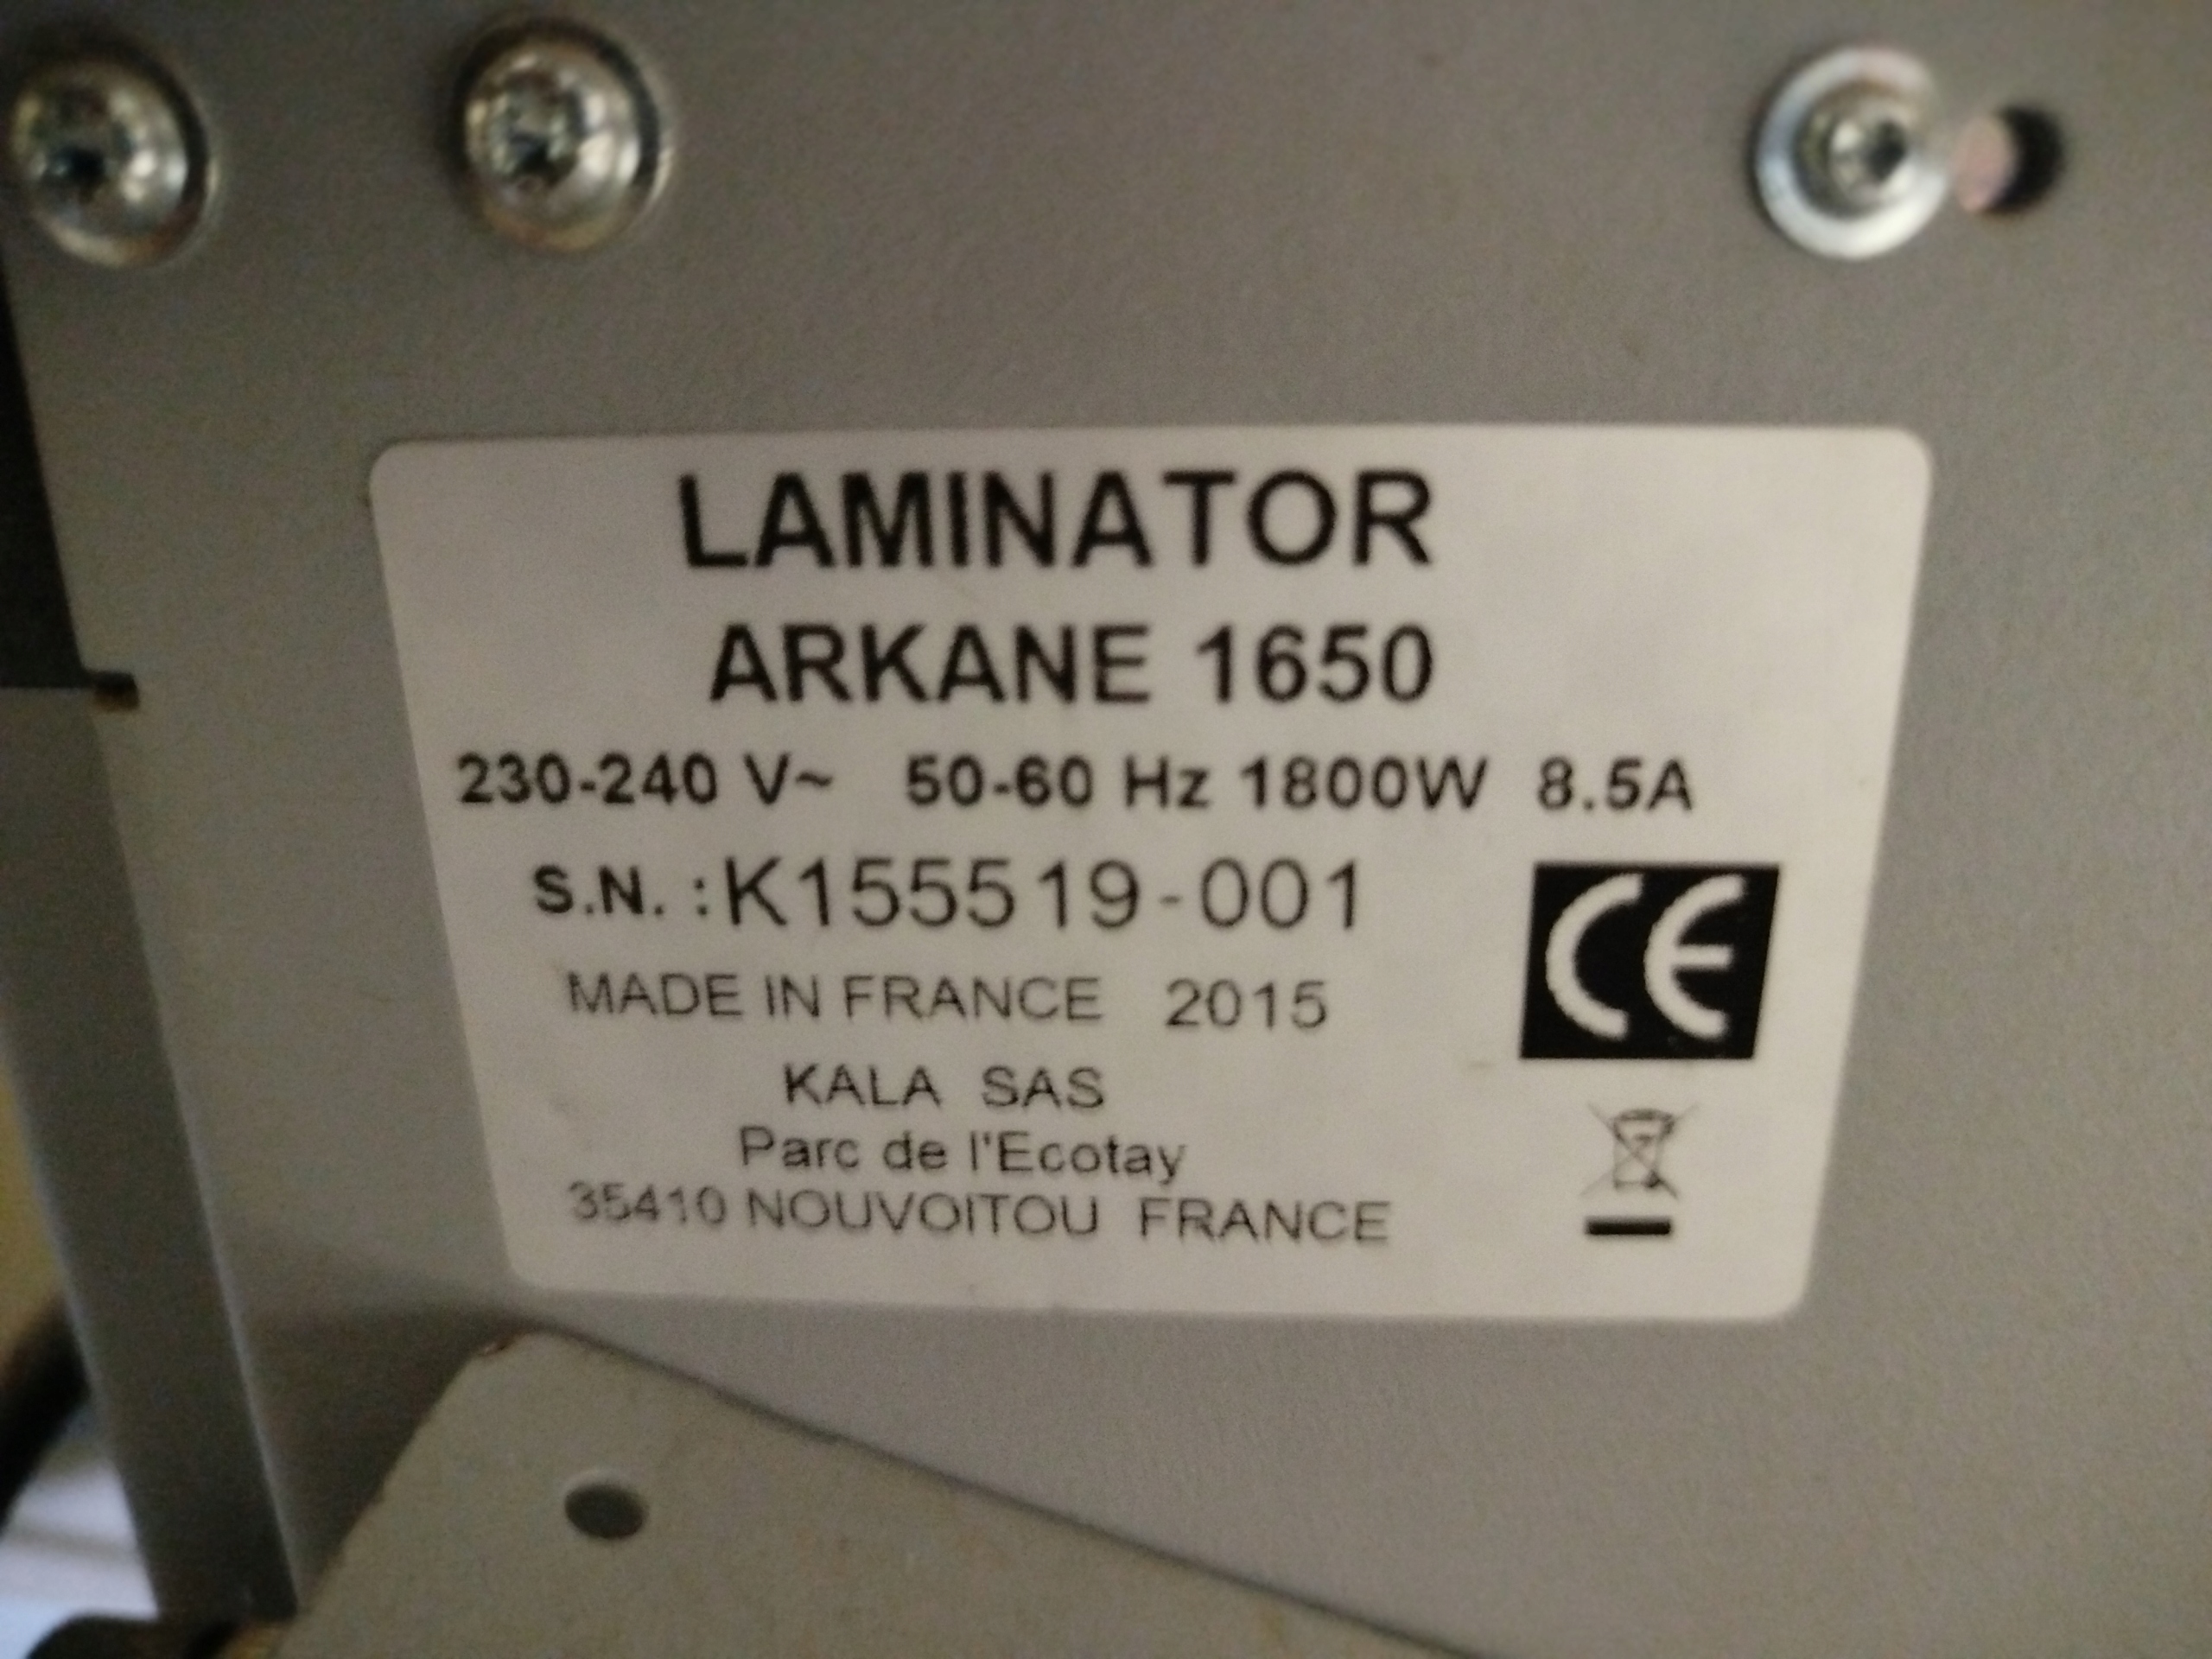 LAMINATOR
ARKANE 1650
230-240 V~ 50-60 Hz 1800W 8.5A
S.N. :K155519-001
MADE IN FRANCE 2015
CE
KALA SAS
Parc de l'Ecotay
35410 NOUVOITOU FRANCE